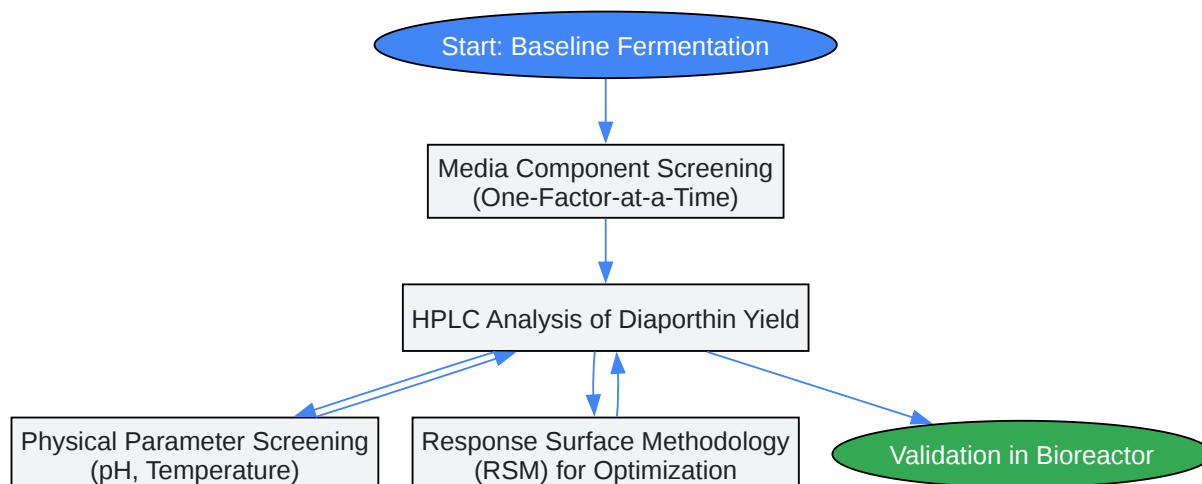 Start: Baseline Fermentation
Media Component Screening
(One-Factor-at-a-Time)
HPLC Analysis of Diaporthin Yield
Physical Parameter Screening
(pH, Temperature)
Response Surface Methodology
(RSM) for Optimization
Validation in Bioreactor